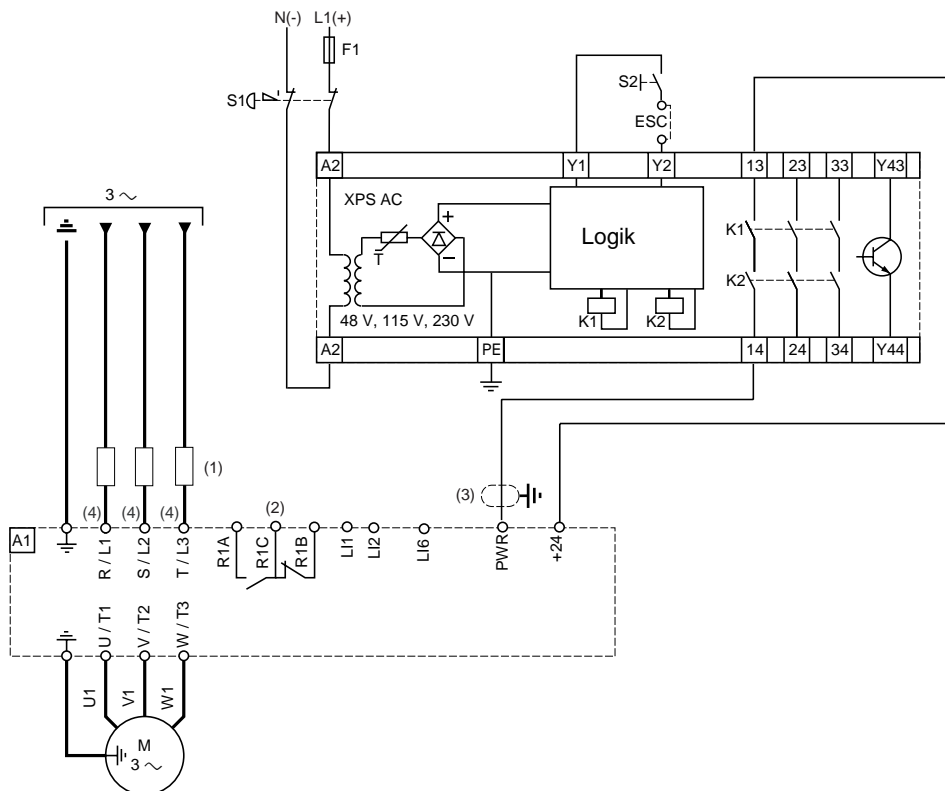 N(-) L1(+)
F1
S1
S2
ESC
A2 Y1 Y2 13 23 33 Y43
3 ~
XPS AC
+
T
−
Logik
K1
K2
48 V, 115 V, 230 V
K1 K2
A2 PE 14 24 34 Y44
(1)
(2)
(3)
(4) (4) (4)
A1
R / L1
S / L2
T / L3
R1A
R1C
R1B
LI1
LI2
LI6
PWR
+24
U / T1
V / T2
W / T3
U1
V1
W1
M
3 ~